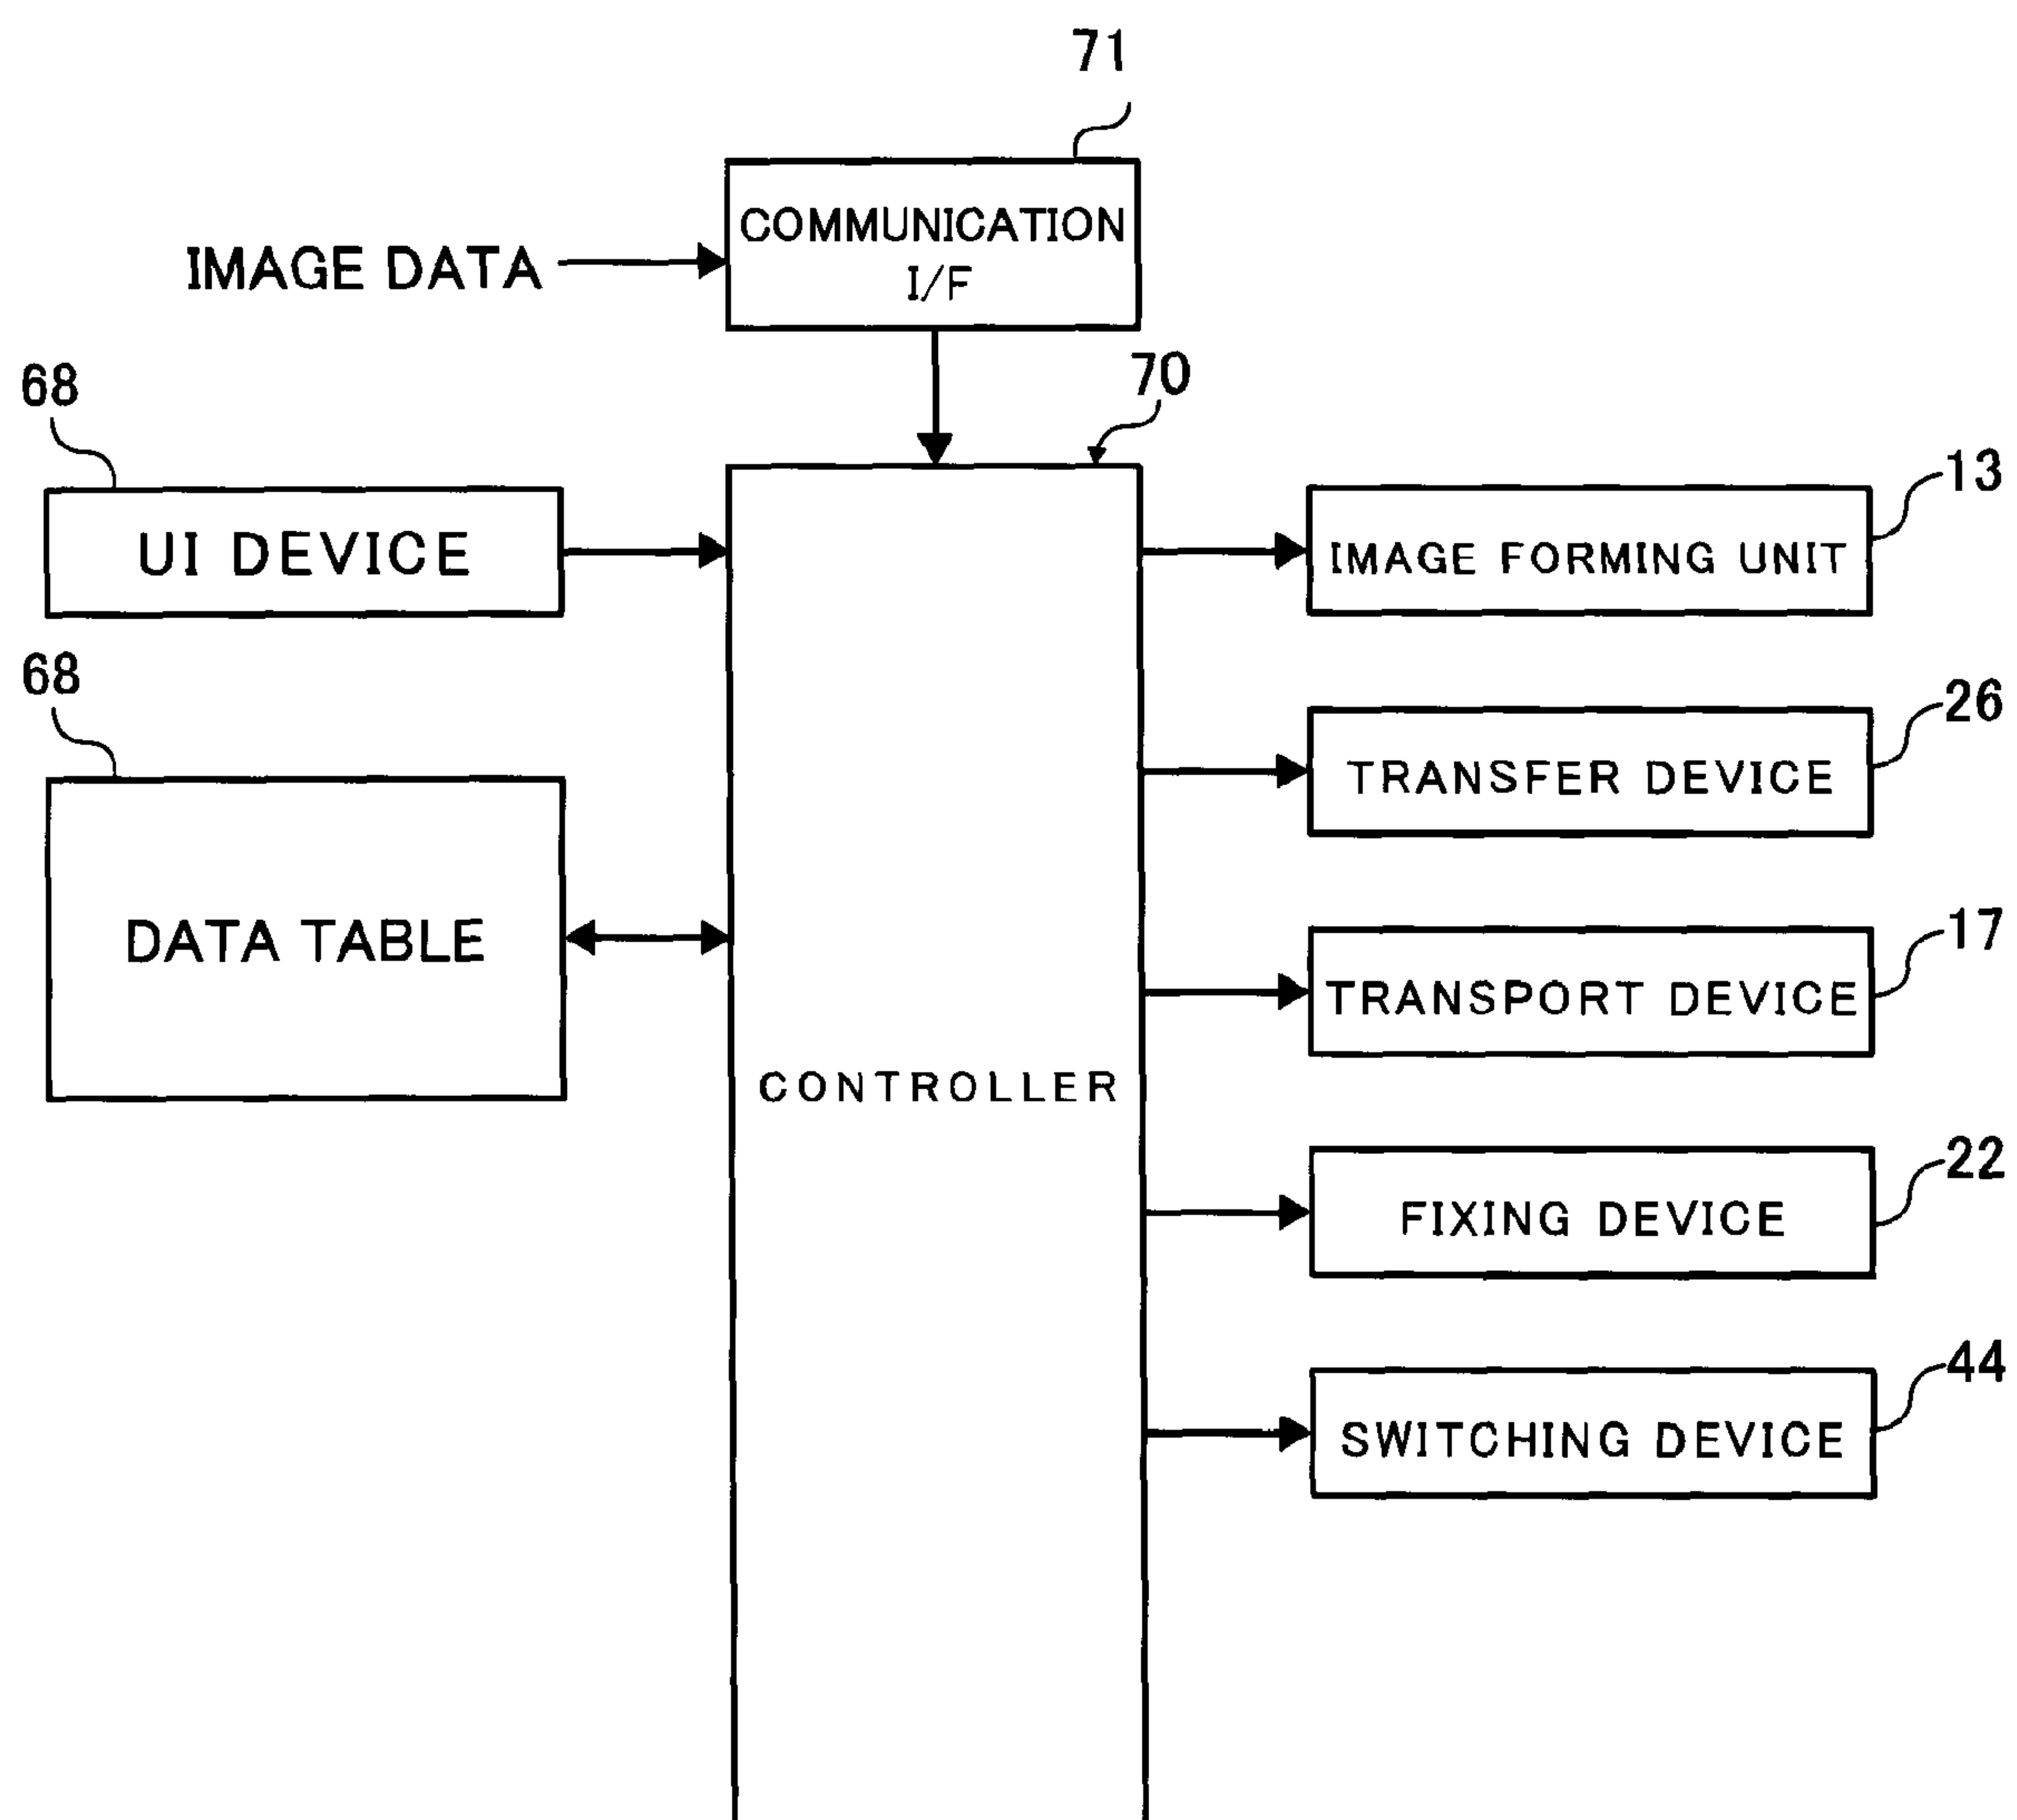 71
COMMUNICATION
I/F
IMAGE DATA
70
68
UI DEVICE
13
IMAGE FORMING UNIT
68
DATA TABLE
26
TRANSFER DEVICE
17
TRANSPORT DEVICE
CONTROLLER
22
FIXING DEVICE
44
SWITCHING DEVICE